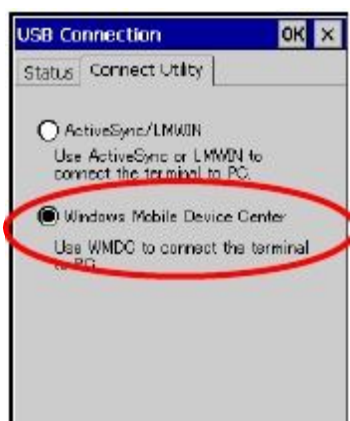 USB Connection OK ×
Status Connect Utility
ActiveSync/LMWIN
Use ActiveSync or LMWIN to
connect the terminal to PC.
Windows Mobile Device Center
Use WMDC to connect the terminal
to PC.